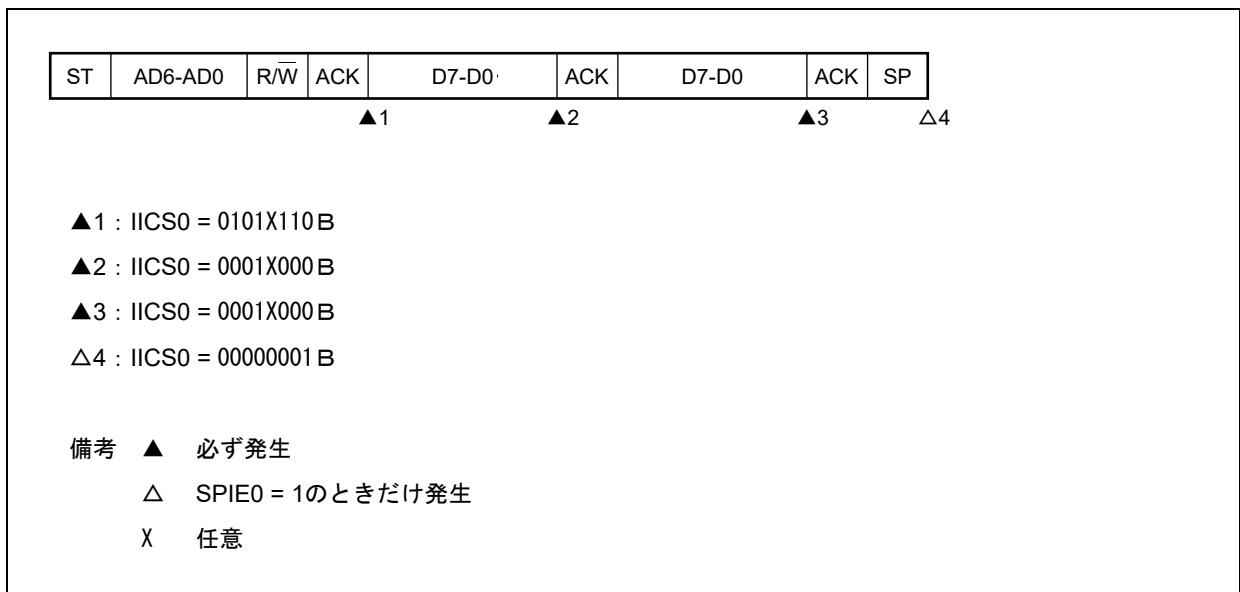 ST AD6-AD0 R/W̅ ACK D7-D0 ACK D7-D0 ACK SP
▲1 ▲2 ▲3 △4
▲1：IICS0 = 0101X110B
▲2：IICS0 = 0001X000B
▲3：IICS0 = 0001X000B
△4：IICS0 = 00000001B
備考 ▲ 必ず発生
△ SPIE0 = 1のときだけ発生
X 任意